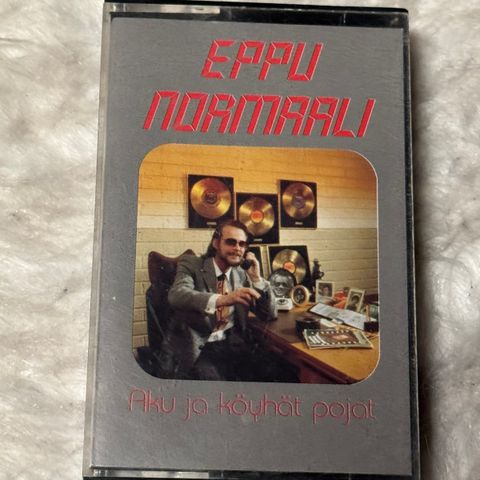 EPPU
NORMAALI
Aku ja köyhät pojat